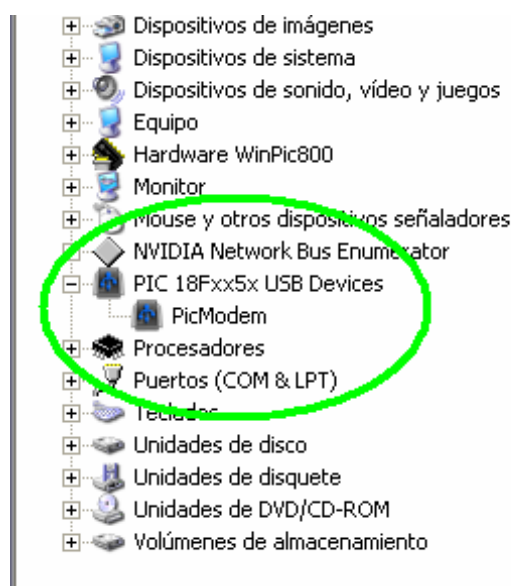 Dispositivos de imágenes
Dispositivos de sistema
Dispositivos de sonido, vídeo y juegos
Equipo
Hardware WinPic800
Monitor
Mouse y otros dispositivos señaladores
NVIDIA Network Bus Enumerator
PIC 18Fxx5x USB Devices
PicModem
Procesadores
Puertos (COM & LPT)
Teclados
Unidades de disco
Unidades de disquete
Unidades de DVD/CD-ROM
Volúmenes de almacenamiento